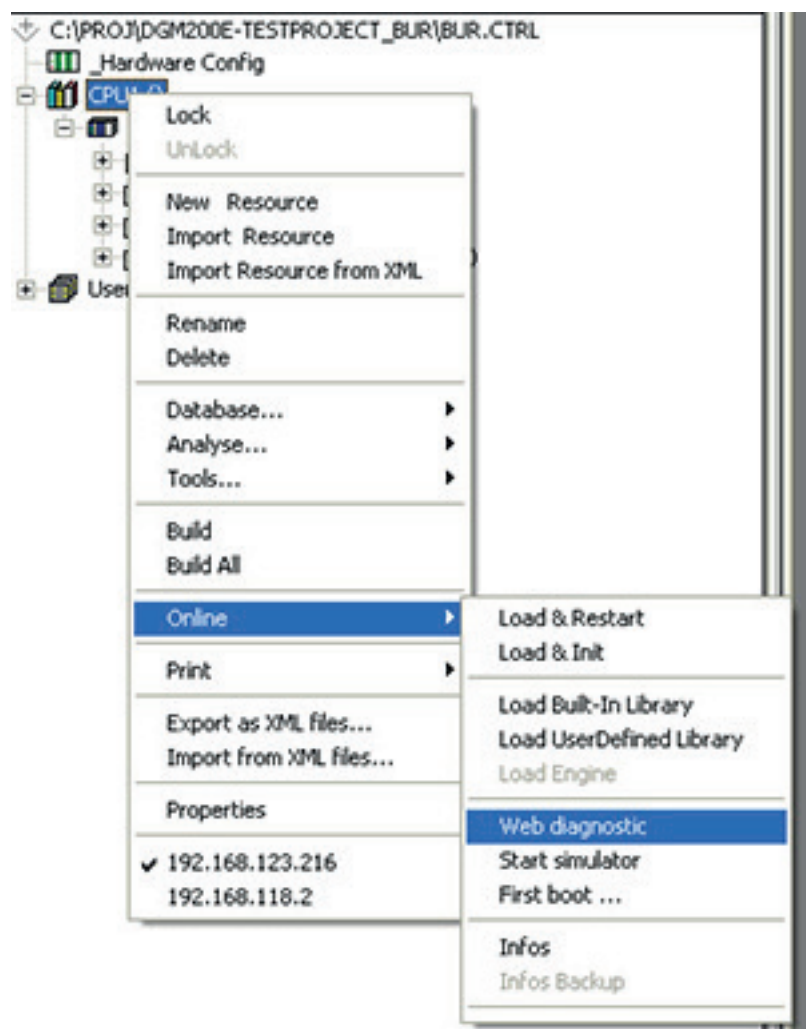 C:\PROJ\DGM200E-TESTPROJECT_BUR\BUR.CTRL
_Hardware Config
Lock
UnLock
New Resource
Import Resource
Import Resource from XML
Rename
Delete
Database...
Analyse...
Tools...
Build
Build All
Online
Print
Export as XML files...
Import from XML files...
Properties
192.168.123.216
192.168.118.2
Load & Restart
Load & Init
Load Built-In Library
Load UserDefined Library
Load Engine
Web diagnostic
Start simulator
First boot ...
Infos
Infos Backup